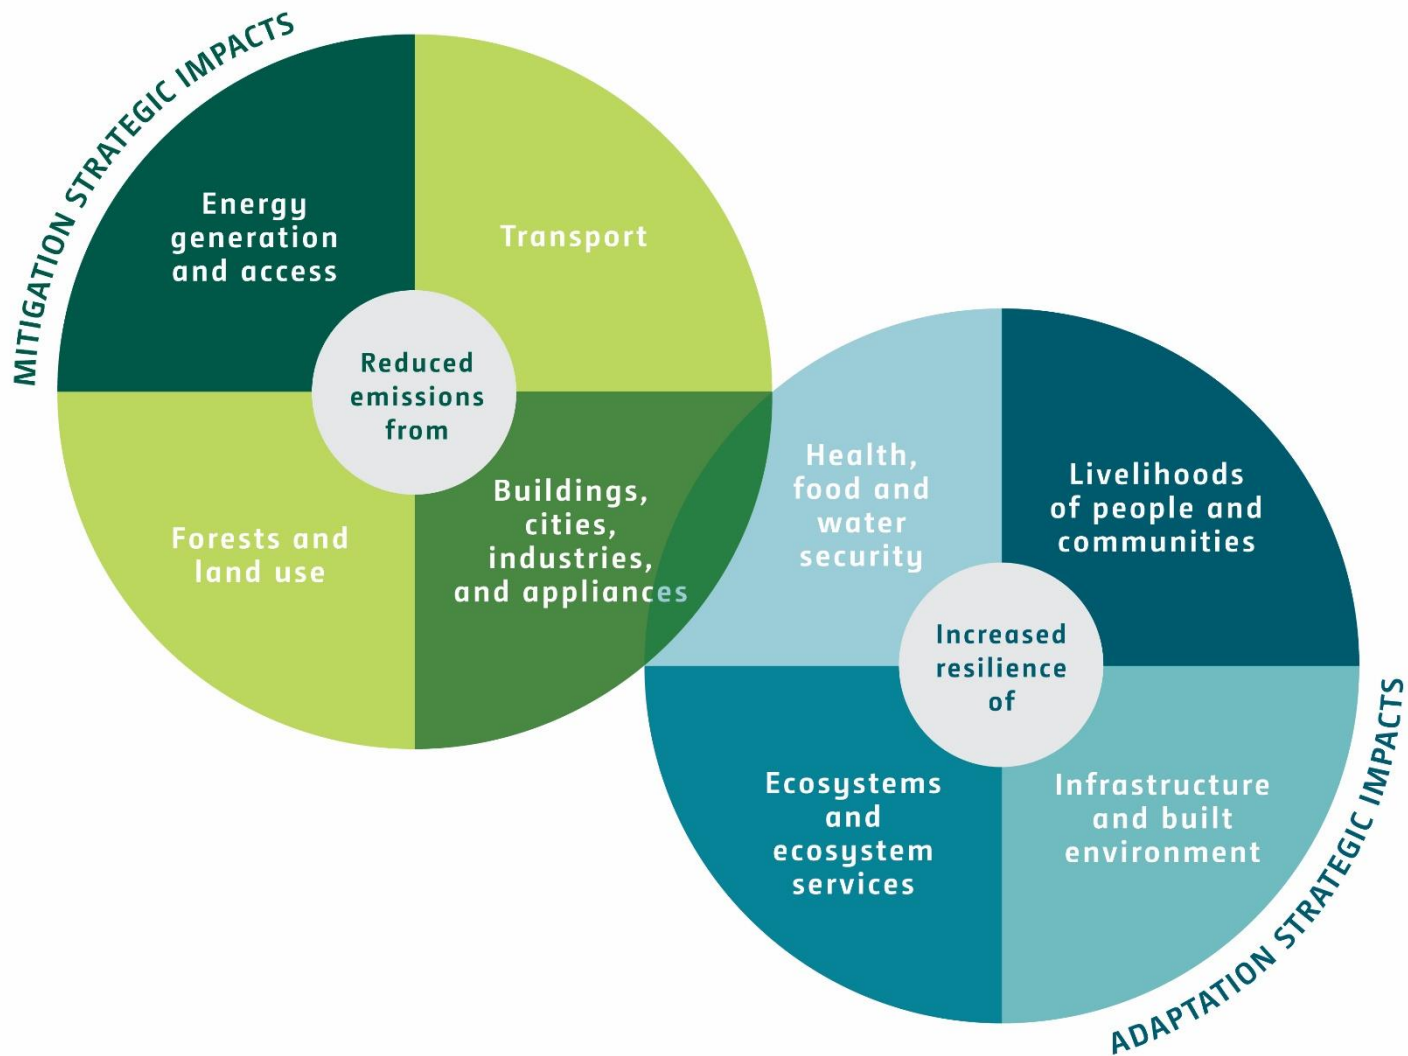 MITIGATION STRATEGIC IMPACTS
Energy
generation
and access
Transport
Reduced
emissions
from
Forests and
land use
Buildings,
cities,
industries,
and appliances
Health,
food and
water
security
Livelihoods
of people and
communities
Increased
resilience
of
Ecosystems
and
ecosystem
services
Infrastructure
and built
environment
ADAPTATION STRATEGIC IMPACTS